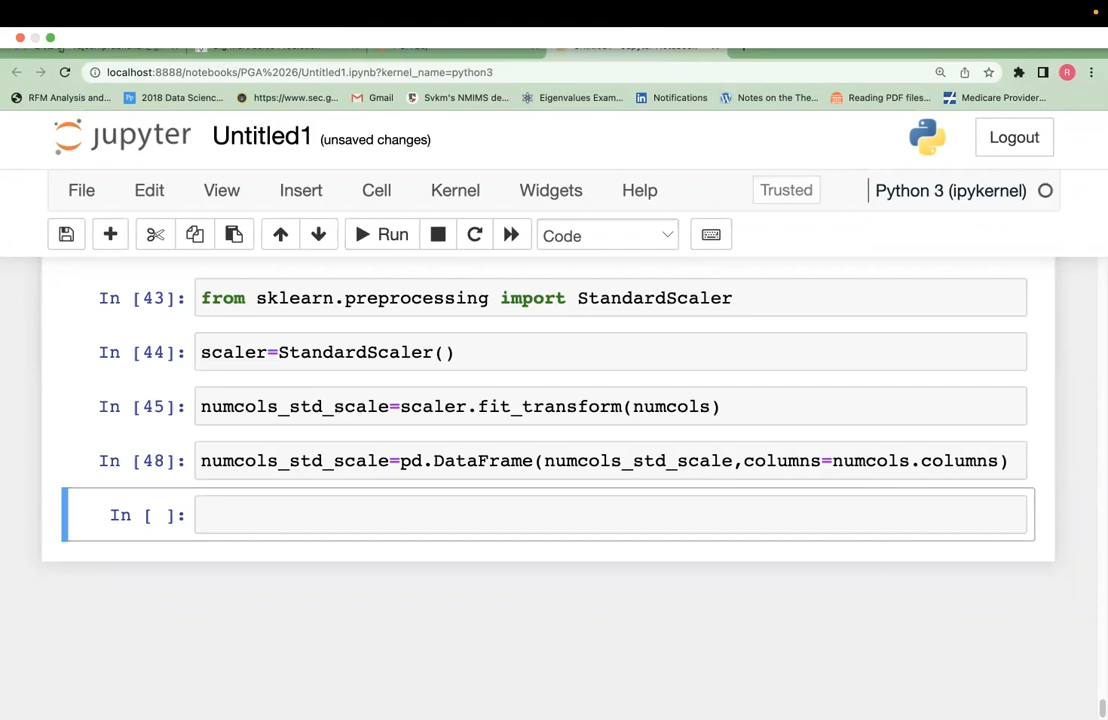 localhost:8888/notebooks/PGA%2026/Untitled1.ipynb?kernel_name=python3
R
RFM Analysis and...
2018 Data Scienc...
https://www.sec.g...
Gmail
Svkm's NMIMS de...
Eigenvalues Exam...
Notifications
Notes on the The...
Reading PDF files...
Medicare Provider...
jupyter Untitled1 (unsaved changes)
Logout
File Edit View Insert Cell Kernel Widgets Help Trusted Python 3 (ipykernel)
Run Code
In [43]: from sklearn.preprocessing import StandardScaler
In [44]: scaler=StandardScaler()
In [45]: numcols_std_scale=scaler.fit_transform(numcols)
In [48]: numcols_std_scale=pd.DataFrame(numcols_std_scale,columns=numcols.columns)
In [ ]: